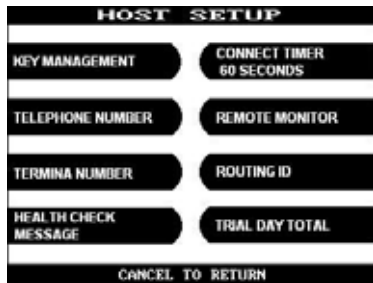 HOST SETUP
KEY MANAGEMENT
CONNECT TIMER
60 SECONDS
TELEPHONE NUMBER
REMOTE MONITOR
TERMINA NUMBER
ROUTING ID
HEALTH CHECK
MESSAGE
TRIAL DAY TOTAL
CANCEL TO RETURN